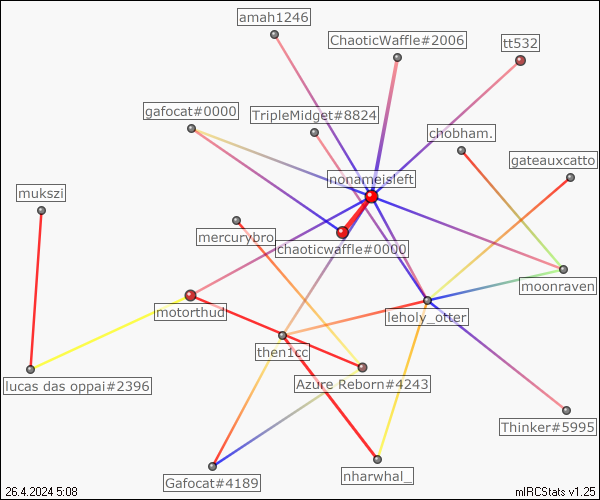 amah1246
ChaoticWaffle#2006
tt532
gafocat#0000
TripleMidget#8824
chobham.
gateauxcatto
nonameisleft
mukszi
mercurybro
chaoticwaffle#0000
moonraven
motorthud
leholy_otter
then1cc
lucas das oppai#2396
Azure Reborn#4243
Thinker#5995
Gafocat#4189
nharwhal_
26.4.2024 5:08
mIRCStats v1.25